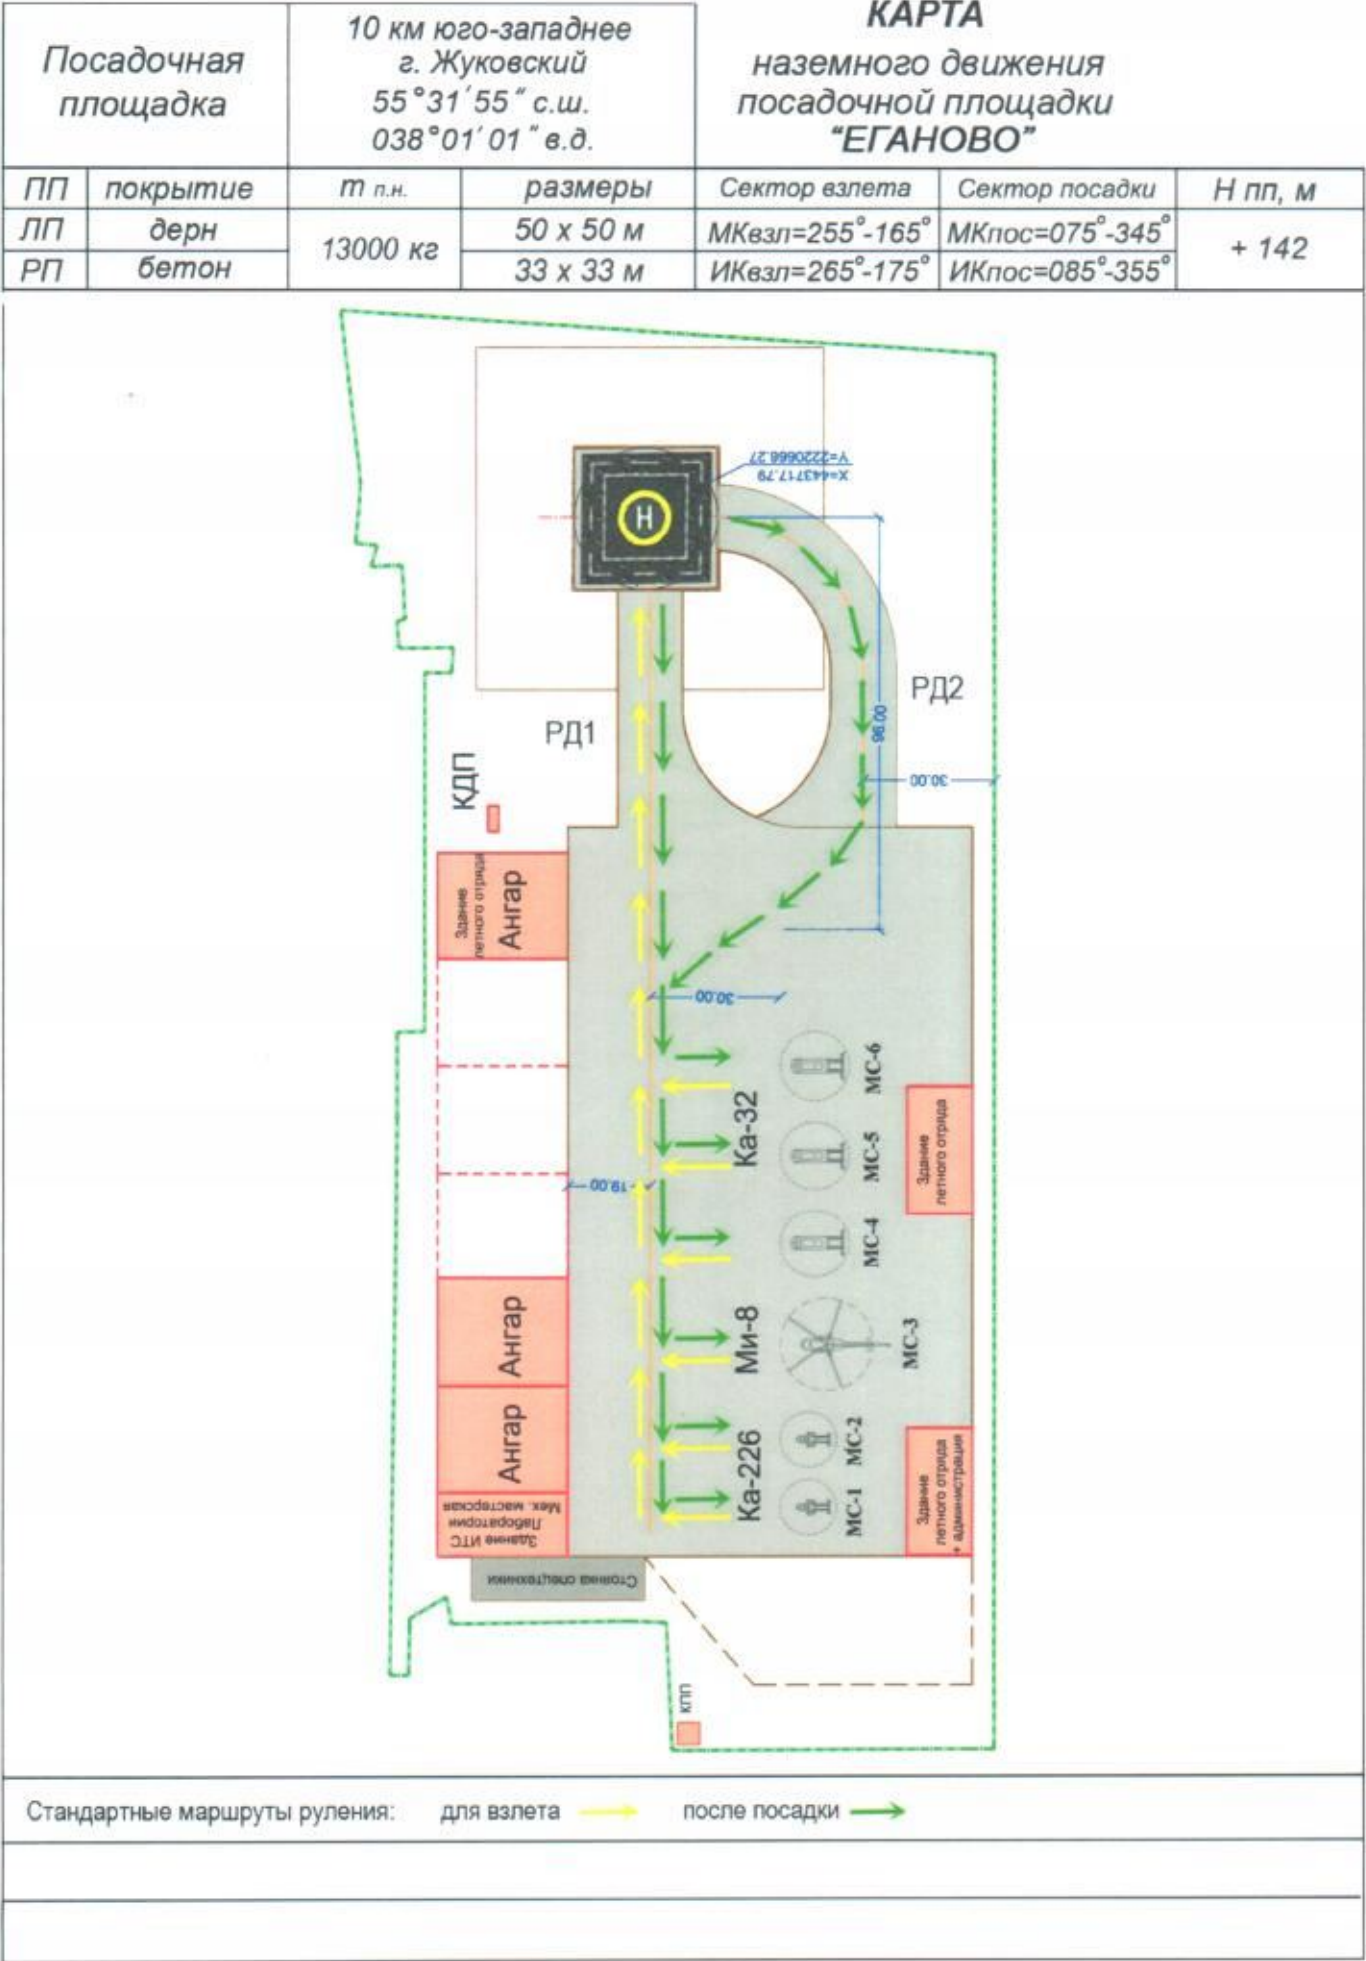 КАРТА
наземного движения
посадочной площадки
“ЕГАНОВО”
Посадочная
площадка
10 км юго-западнее
г. Жуковский
55°31′55″ с.ш.
038°01′01″ в.д.
ПП покрытие m п.н. размеры Сектор взлета Сектор посадки Н пп, м
ЛП дерн 13000 кг 50 х 50 м МКвзл=255°-165° МКпос=075°-345° + 142
РП бетон 33 х 33 м ИКвзл=265°-175° ИКпос=085°-355°
X=443717.79
Y=2220666.27
H
РД1
РД2
96.00
30.00
КДП
Здание
летного отряда
Ангар
30.00
МС-6
Ка-32
МС-5
Здание
летного отряда
19.00
МС-4
Ангар
Ми-8
МС-3
Ангар
Ка-226
МС-2
МС-1
Здание
летного отряда
+ администрация
Здание ИТС
Лаборатории
Мех. мастерская
Стоянка спецтехники
КПП
Стандартные маршруты руления: для взлета после посадки